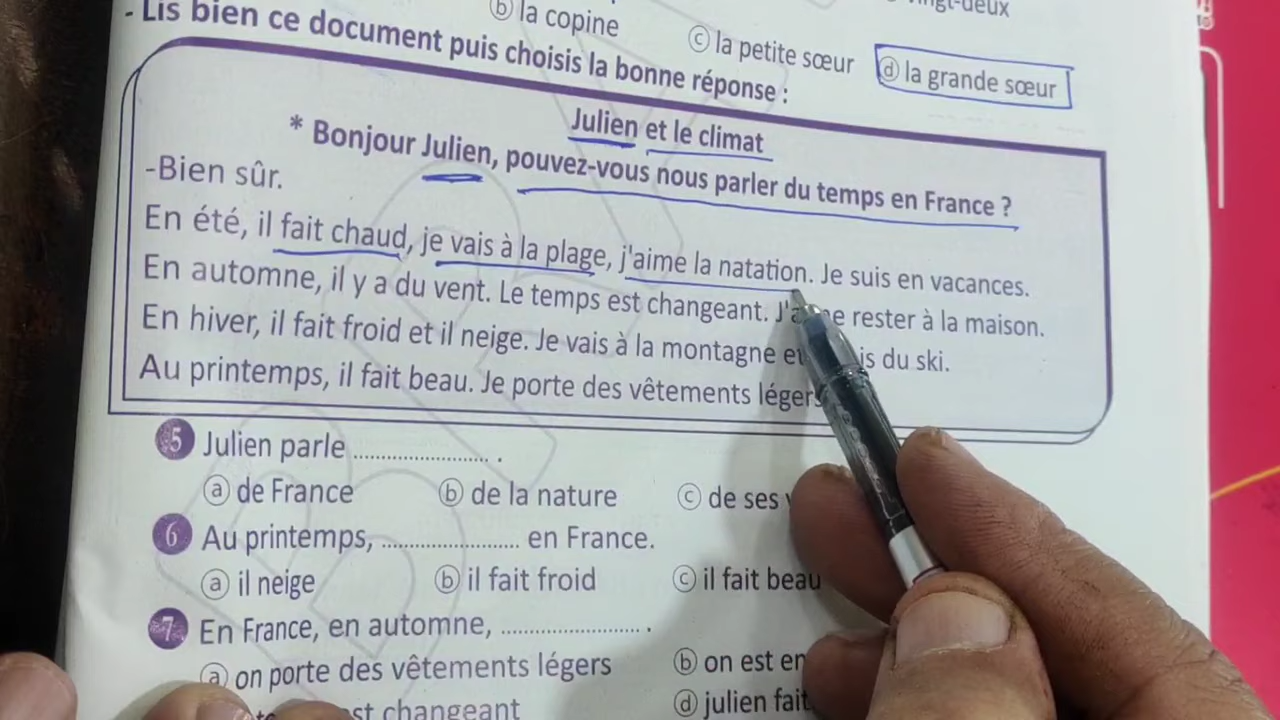 ⓑ la copine
ⓒ la petite sœur
ⓓ la grande sœur
- Lis bien ce document puis choisis la bonne réponse :
Julien et le climat
* Bonjour Julien, pouvez-vous nous parler du temps en France ?
-Bien sûr.
En été, il fait chaud, je vais à la plage, j'aime la natation. Je suis en vacances.
En automne, il y a du vent. Le temps est changeant. rester à la maison.
En hiver, il fait froid et il neige. Je vais à la montagne et du ski.
Au printemps, il fait beau. Je porte des vêtements légers
5 Julien parle ........................ .
ⓐ de France ⓑ de la nature ⓒ de ses
6 Au printemps, ........................ en France.
ⓐ il neige ⓑ il fait froid ⓒ il fait beau
7 En France, en automne, ........................ .
ⓐ on porte des vêtements légers ⓑ on est en
est changeant ⓓ julien fait